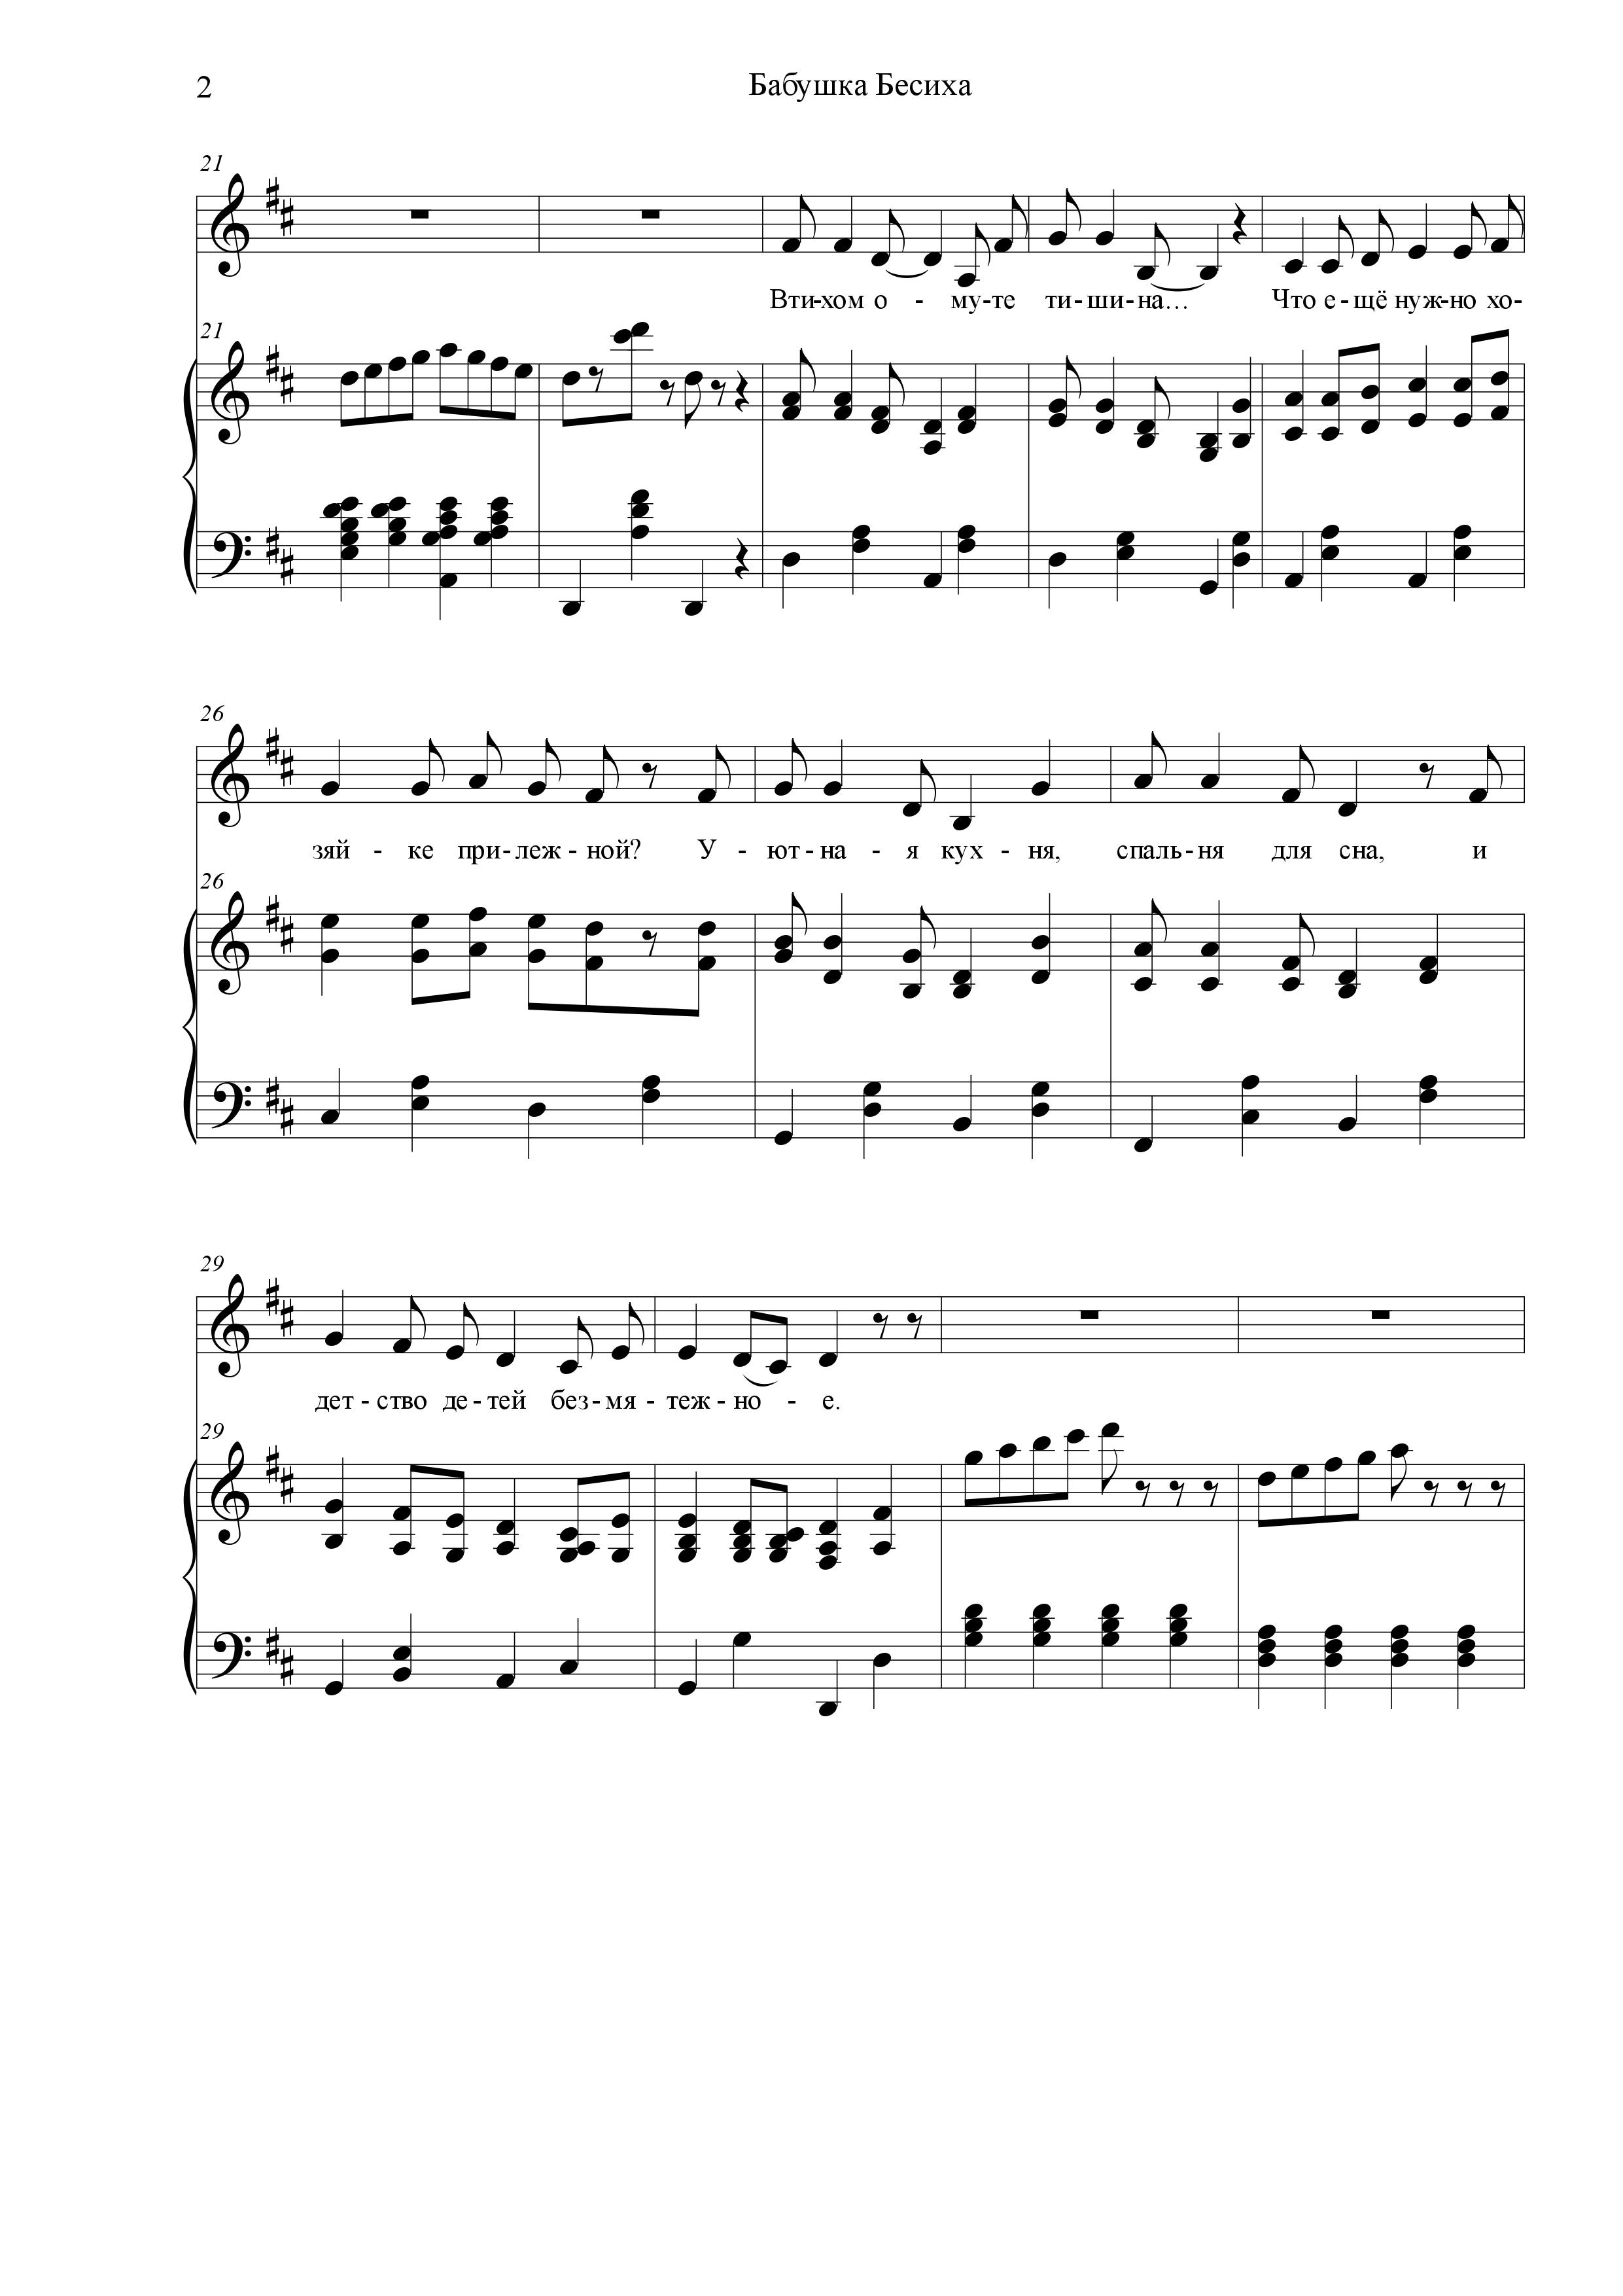 2
Бабушка Бесиха
21
Вти-хом о - му-те ти-ши-на... Что е-щё нуж-но хо-
21
26
зяй - ке при-леж-ной? У - ют-на - я кух-ня, спаль-ня для сна, и
26
29
дет-ство де-тей без-мя-теж-но - е.
29